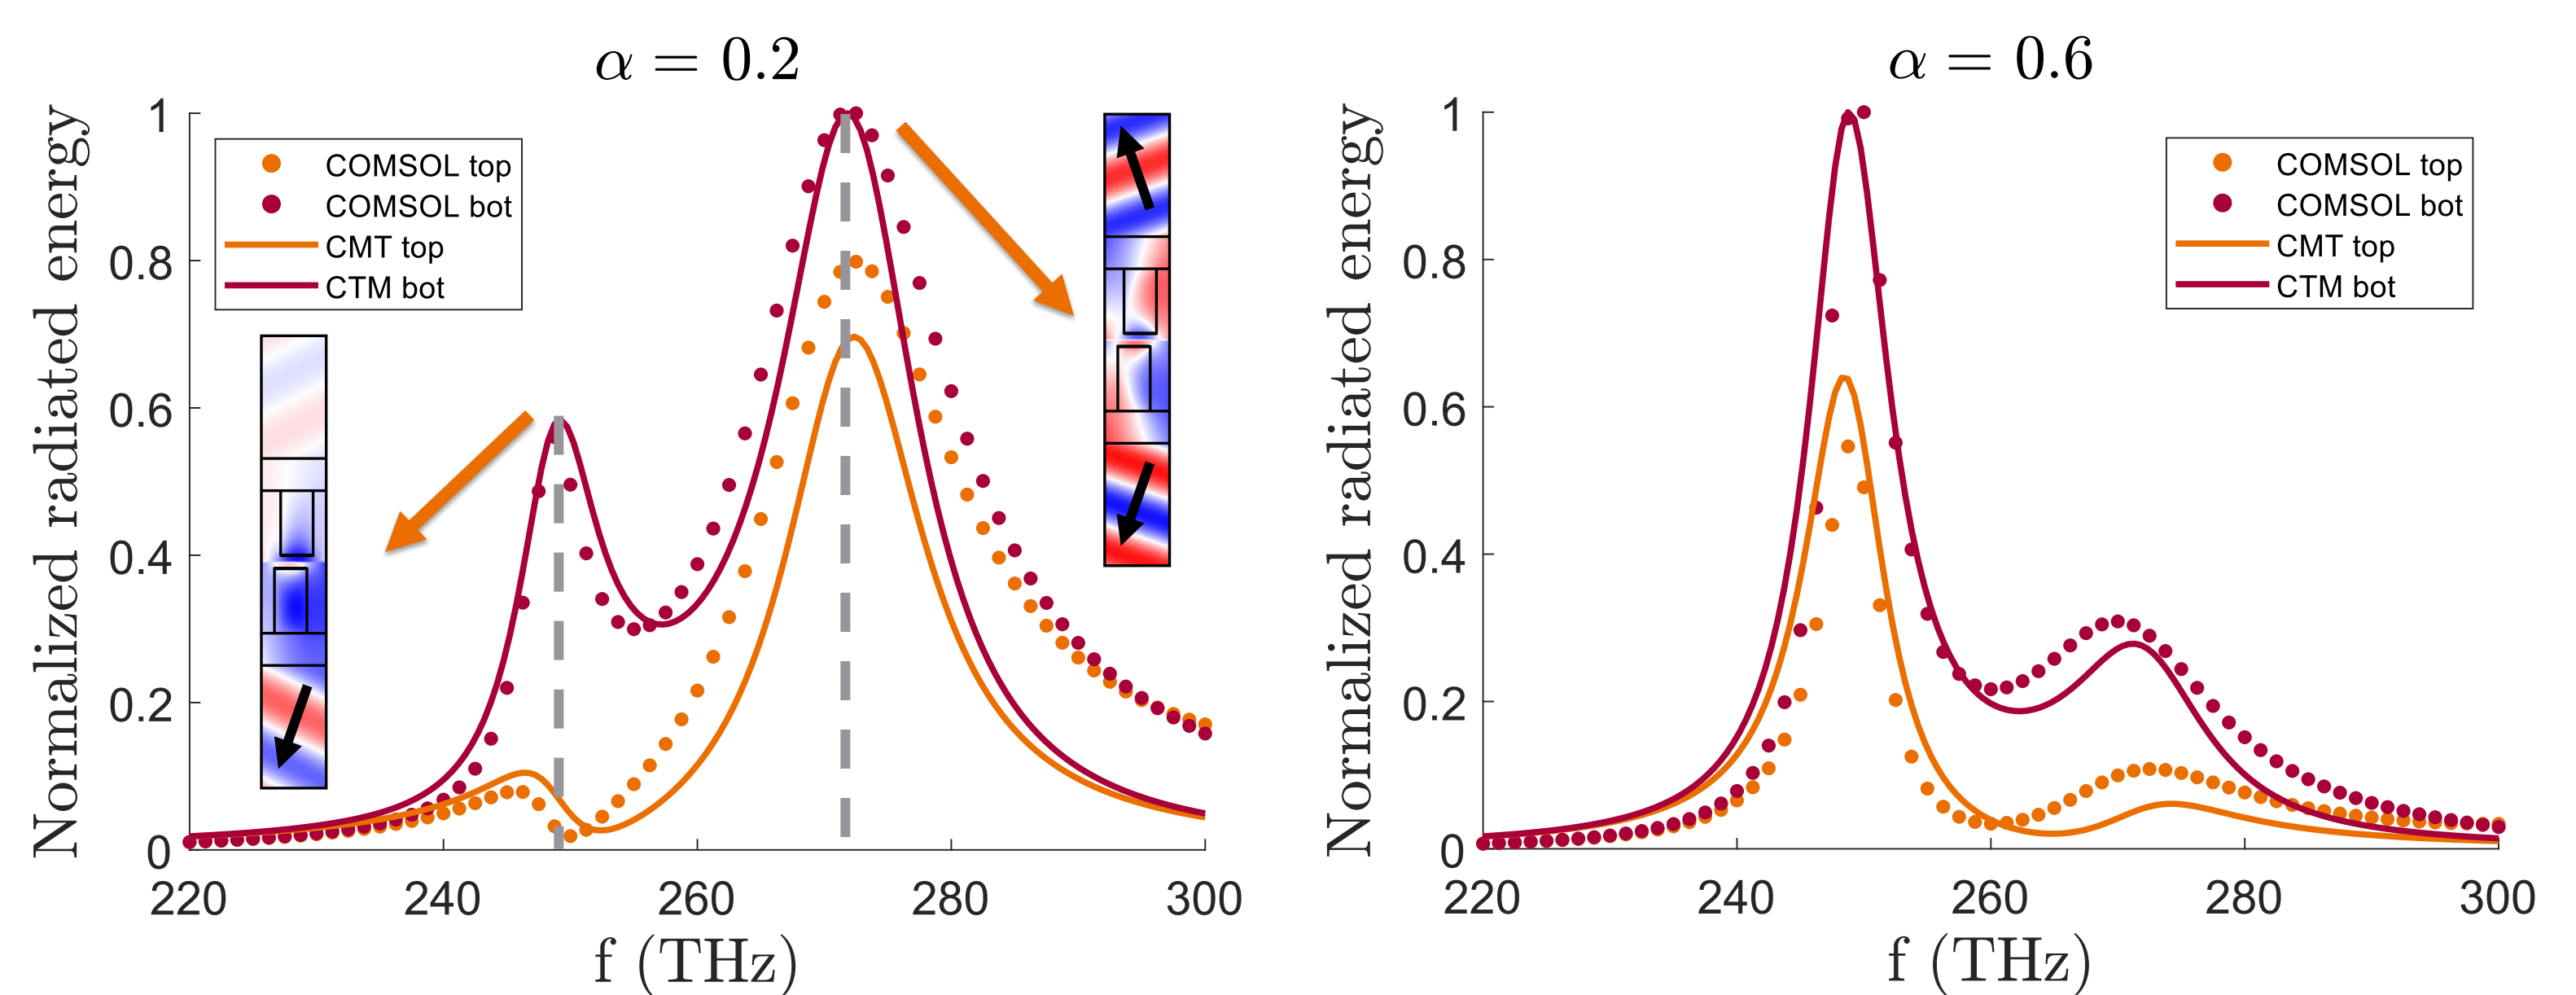 α = 0.2
Normalized radiated energy
1
0.8
0.6
0.4
0.2
0
COMSOL top
COMSOL bot
CMT top
CTM bot
220 240 260 280 300
f (THz)
α = 0.6
Normalized radiated energy
1
0.8
0.6
0.4
0.2
0
COMSOL top
COMSOL bot
CMT top
CTM bot
220 240 260 280 300
f (THz)